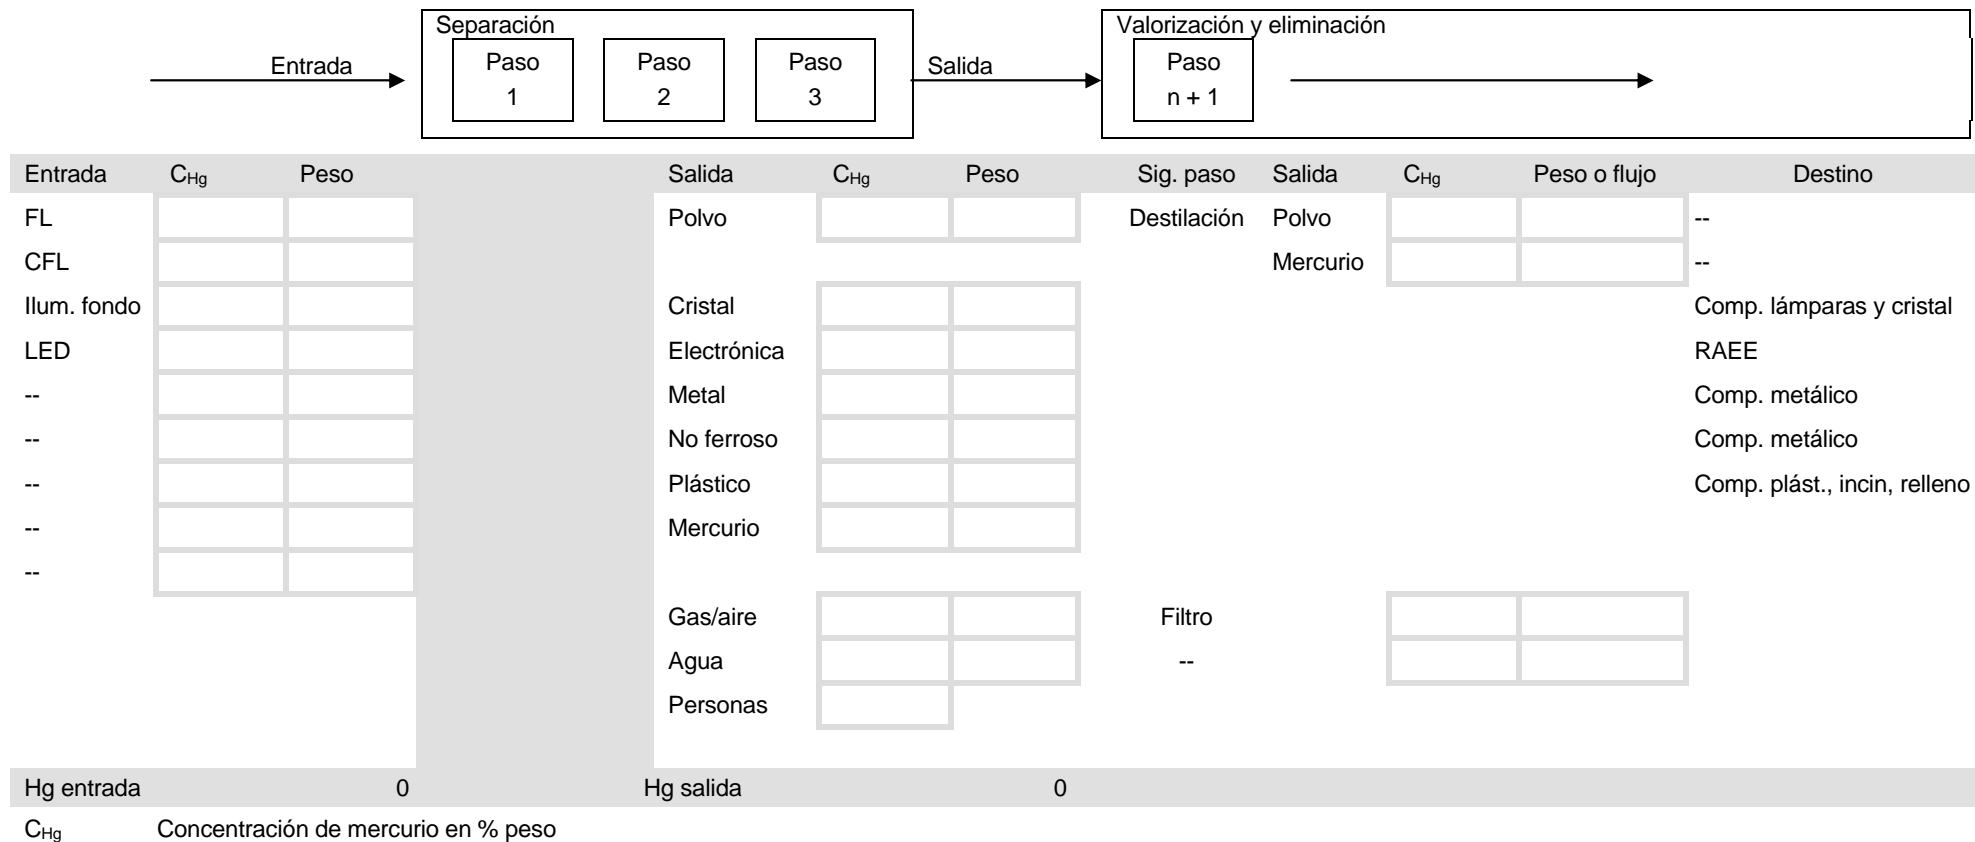 Separación
Valorización y eliminación
Entrada
Paso
1
Paso
2
Paso
3
Salida
Paso
n + 1
Entrada CHg Peso Salida CHg Peso Sig. paso Salida CHg Peso o flujo Destino
FL Polvo Destilación Polvo --
CFL Mercurio --
Ilum. fondo Cristal Comp. lámparas y cristal
LED Electrónica RAEE
-- Metal Comp. metálico
-- No ferroso Comp. metálico
-- Plástico Comp. plást., incin, relleno
-- Mercurio
--
Gas/aire Filtro
Agua --
Personas
Hg entrada 0 Hg salida 0
CHg Concentración de mercurio en % peso